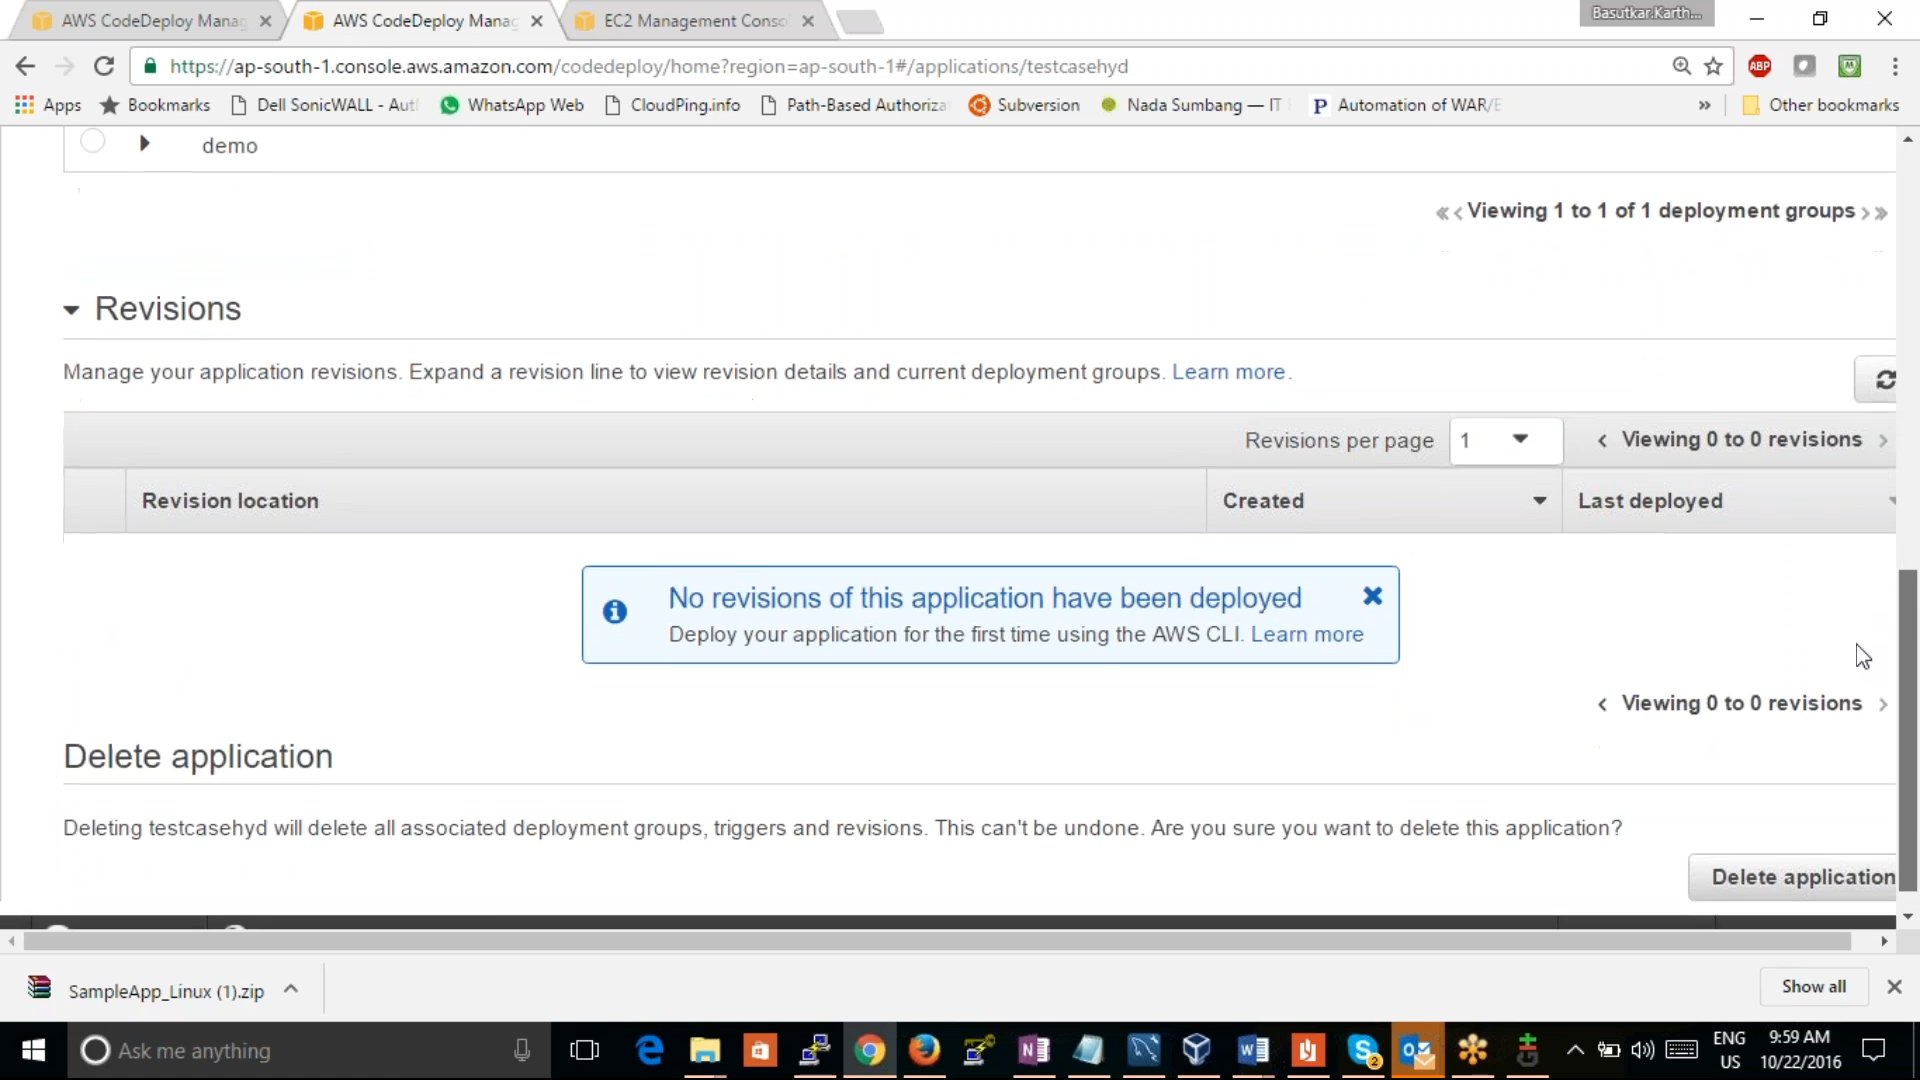 AWS CodeDeploy Manag
AWS CodeDeploy Manag
EC2 Management Conso
Basutkar.Karth...
https://ap-south-1.console.aws.amazon.com/codedeploy/home?region=ap-south-1#/applications/testcasehyd
ABP
Apps
Bookmarks
Dell SonicWALL - Aut
WhatsApp Web
CloudPing.info
Path-Based Authoriza
Subversion
Nada Sumbang — IT
Automation of WAR/E
»
Other bookmarks
demo
« < Viewing 1 to 1 of 1 deployment groups > »
Revisions
Manage your application revisions. Expand a revision line to view revision details and current deployment groups. Learn more.
Revisions per page 1 < Viewing 0 to 0 revisions >
Revision location Created Last deployed
No revisions of this application have been deployed
Deploy your application for the first time using the AWS CLI. Learn more
< Viewing 0 to 0 revisions >
Delete application
Deleting testcasehyd will delete all associated deployment groups, triggers and revisions. This can't be undone. Are you sure you want to delete this application?
Delete application
SampleApp_Linux (1).zip
Show all
Ask me anything
2
ENG
US
9:59 AM
10/22/2016